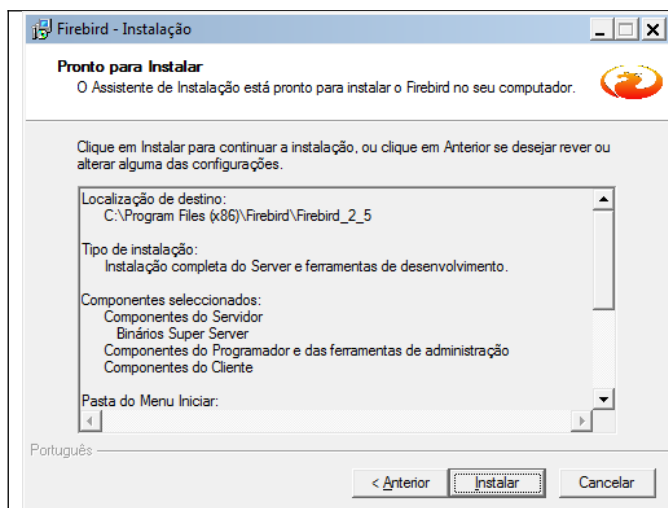 Firebird - Instalação
Pronto para Instalar
O Assistente de Instalação está pronto para instalar o Firebird no seu computador.
Clique em Instalar para continuar a instalação, ou clique em Anterior se desejar rever ou
alterar alguma das configurações.
Localização de destino:
C:\Program Files (x86)\Firebird\Firebird_2_5
Tipo de instalação:
Instalação completa do Server e ferramentas de desenvolvimento.
Componentes seleccionados:
Componentes do Servidor
Binários Super Server
Componentes do Programador e das ferramentas de administração
Componentes do Cliente
Pasta do Menu Iniciar:
Português
< Anterior Instalar Cancelar